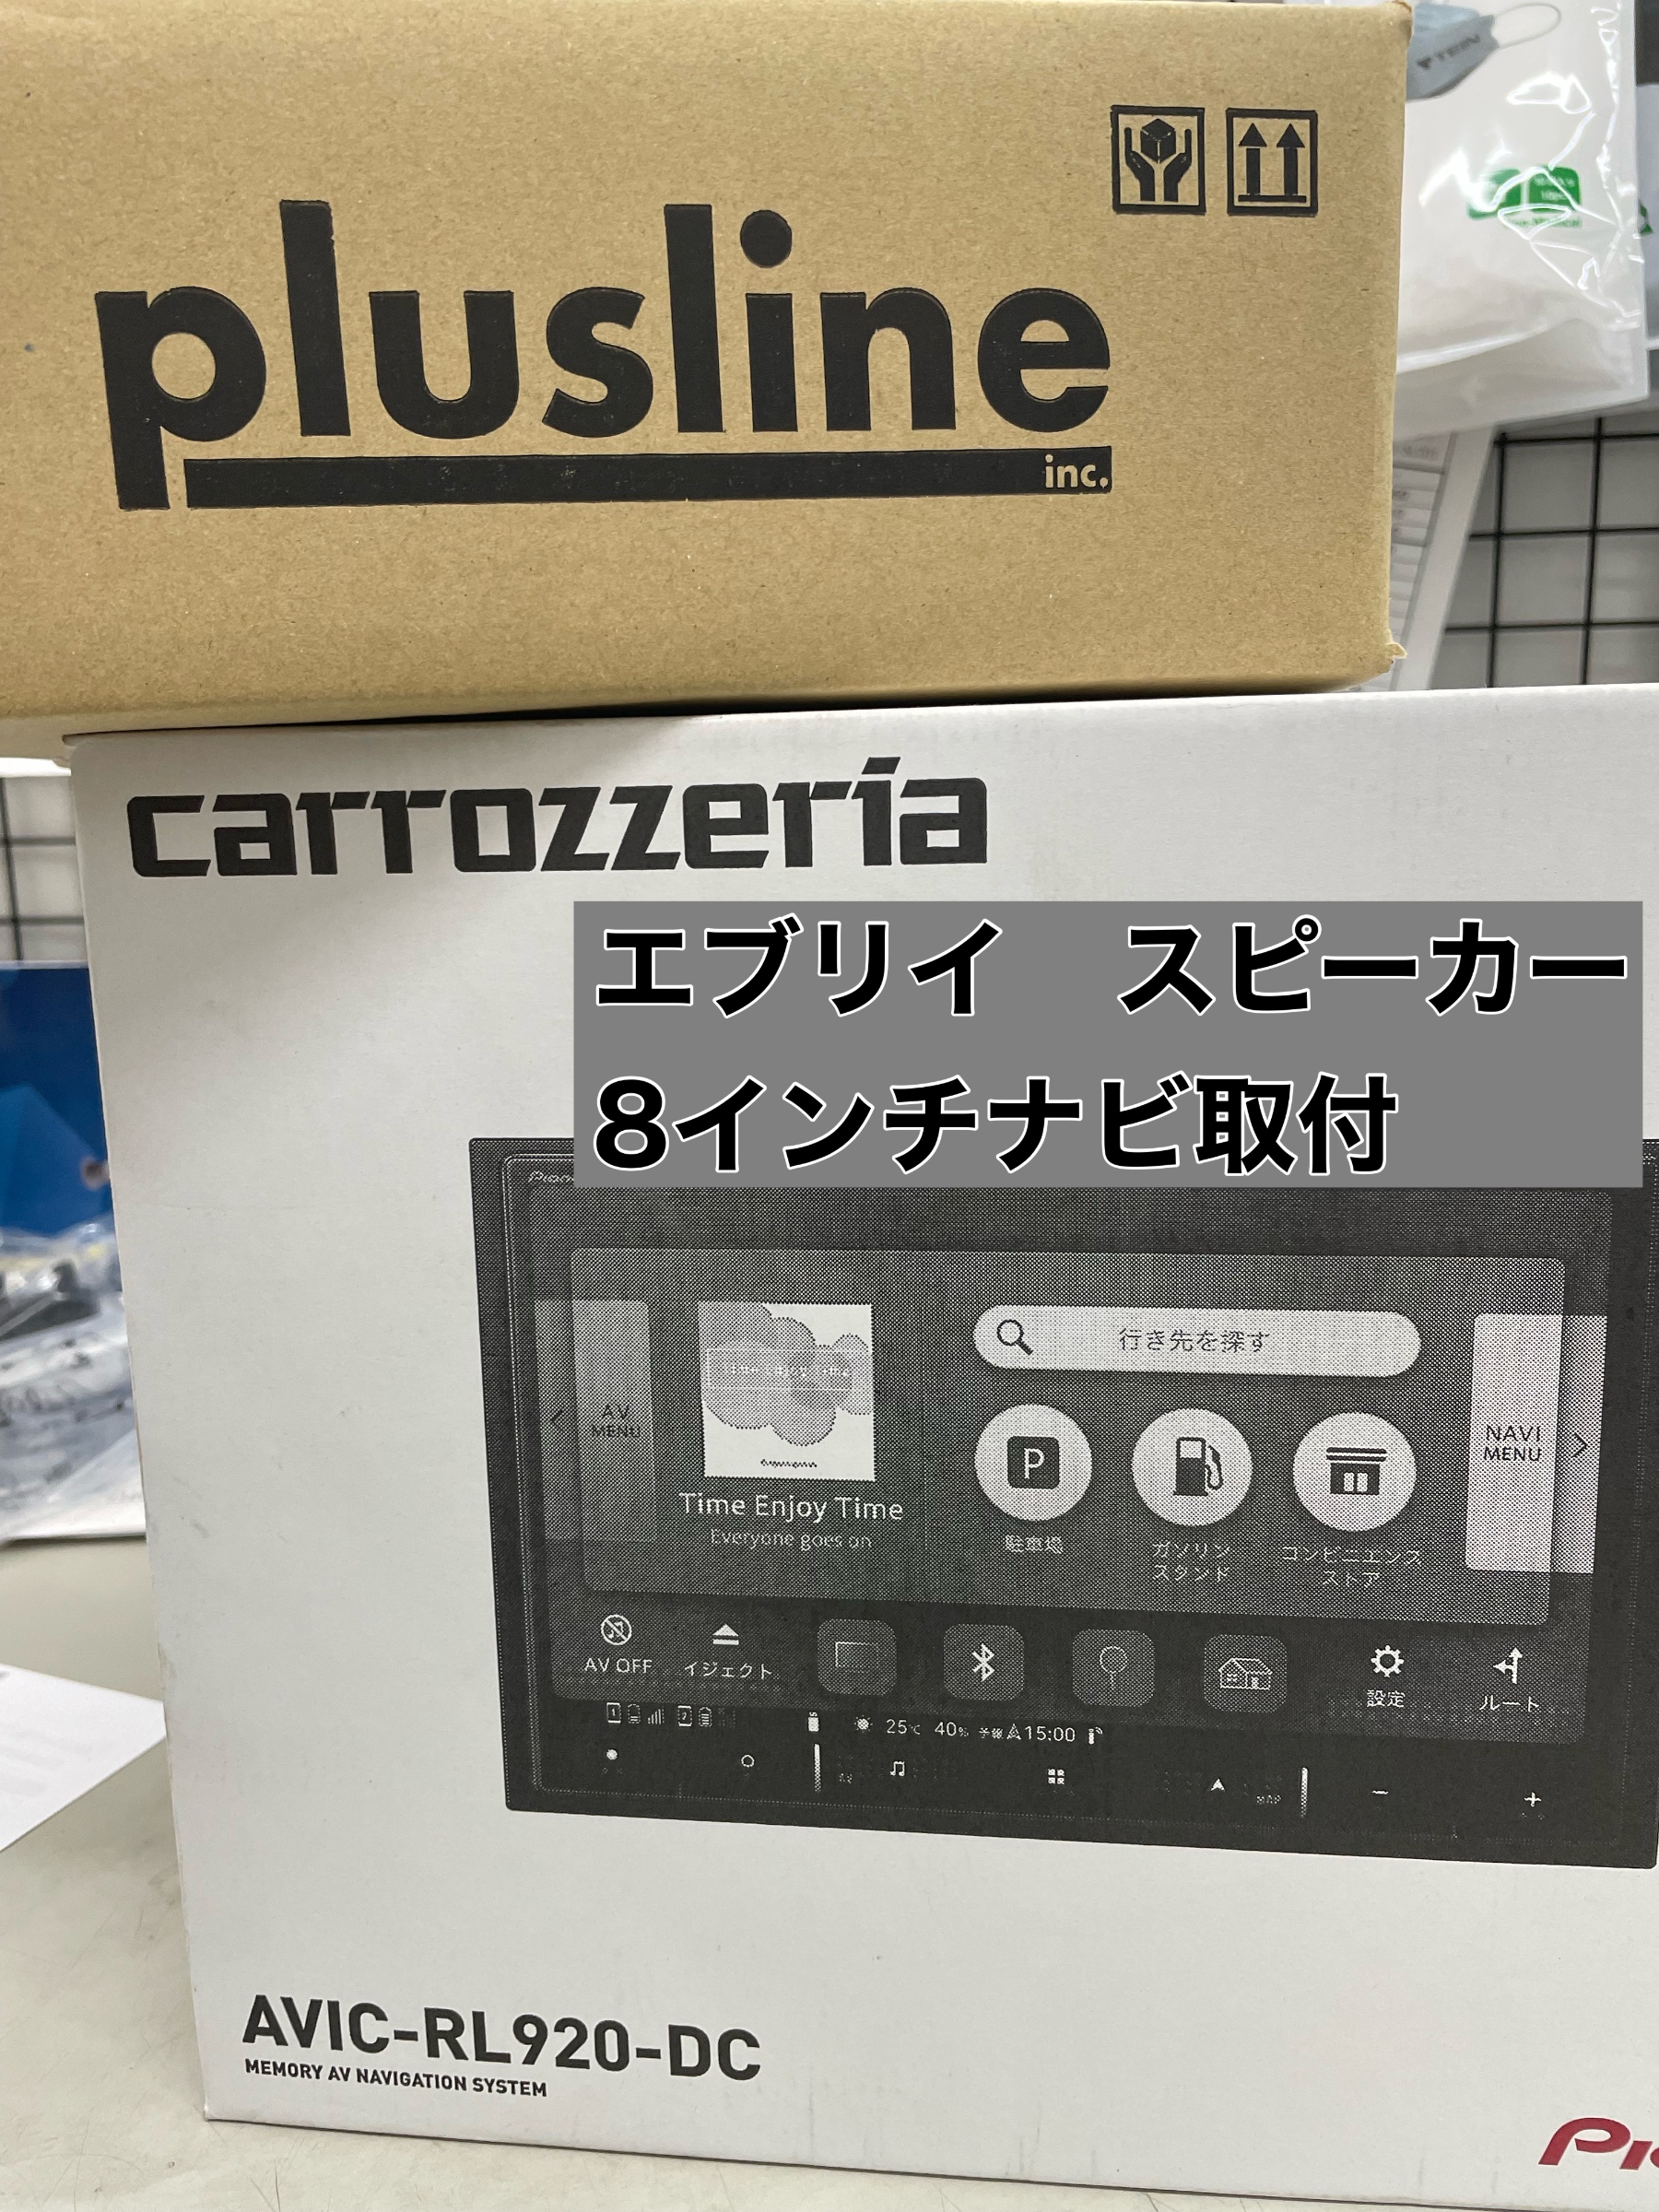 TEIN
plusline
inc.
carrozzeria
エブリイ　スピーカー
8インチナビ取付
行き先を探す
AV
MENU
NAVI
MENU
P
Time Enjoy Time
Everyone goes on
駐車場
ガソリン
スタンド
コンビニエンス
ストア
AV OFF
イジェクト
設定
ルート
25℃ 40% 予報 15:00
MAP
AVIC-RL920-DC
MEMORY AV NAVIGATION SYSTEM